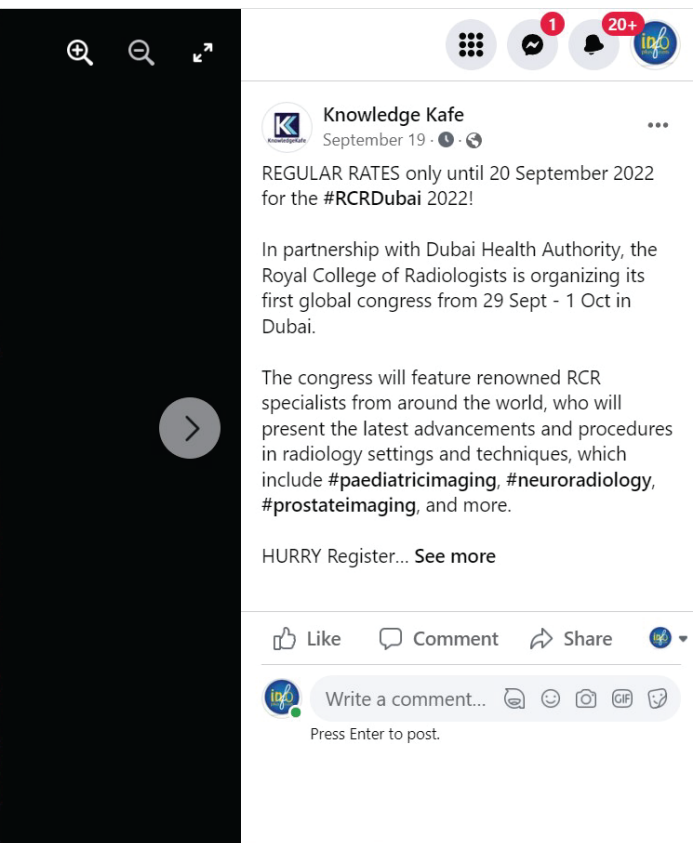 1
20+
info
Knowledge Kafe
KnowledgeKafe
September 19 ·  ·
REGULAR RATES only until 20 September 2022
for the #RCRDubai 2022!
In partnership with Dubai Health Authority, the
Royal College of Radiologists is organizing its
first global congress from 29 Sept - 1 Oct in
Dubai.
The congress will feature renowned RCR
specialists from around the world, who will
present the latest advancements and procedures
in radiology settings and techniques, which
include #paediatricimaging, #neuroradiology,
#prostateimaging, and more.
HURRY Register... See more
Like Comment Share info
info Write a comment... GIF
Press Enter to post.